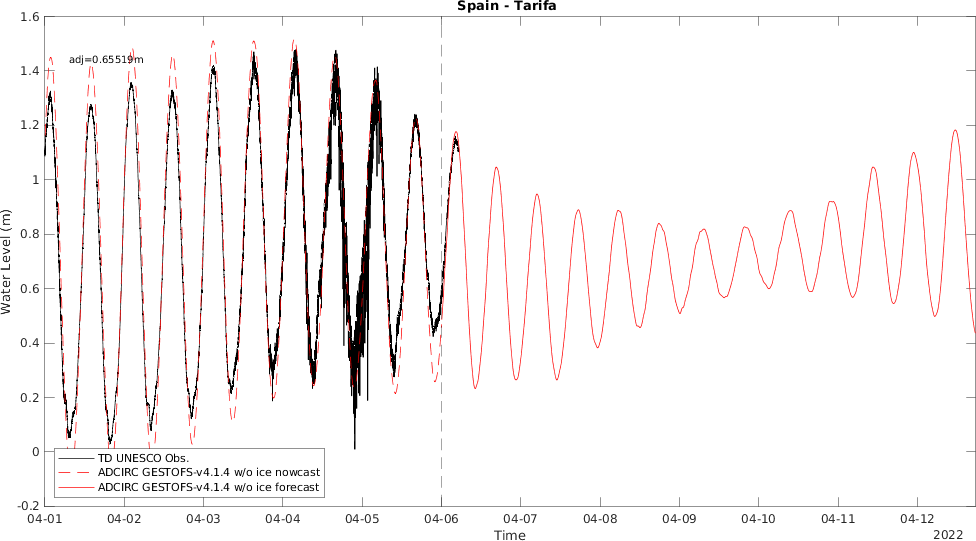 Spain - Tarifa
1.6
1.4
1.2
1
0.8
0.6
0.4
0.2
0
-0.2
Water Level (m)
adj=0.65519m
TD UNESCO Obs.
ADCIRC GESTOFS-v4.1.4 w/o ice nowcast
ADCIRC GESTOFS-v4.1.4 w/o ice forecast
04-01 04-02 04-03 04-04 04-05 04-06 04-07 04-08 04-09 04-10 04-11 04-12
Time
2022